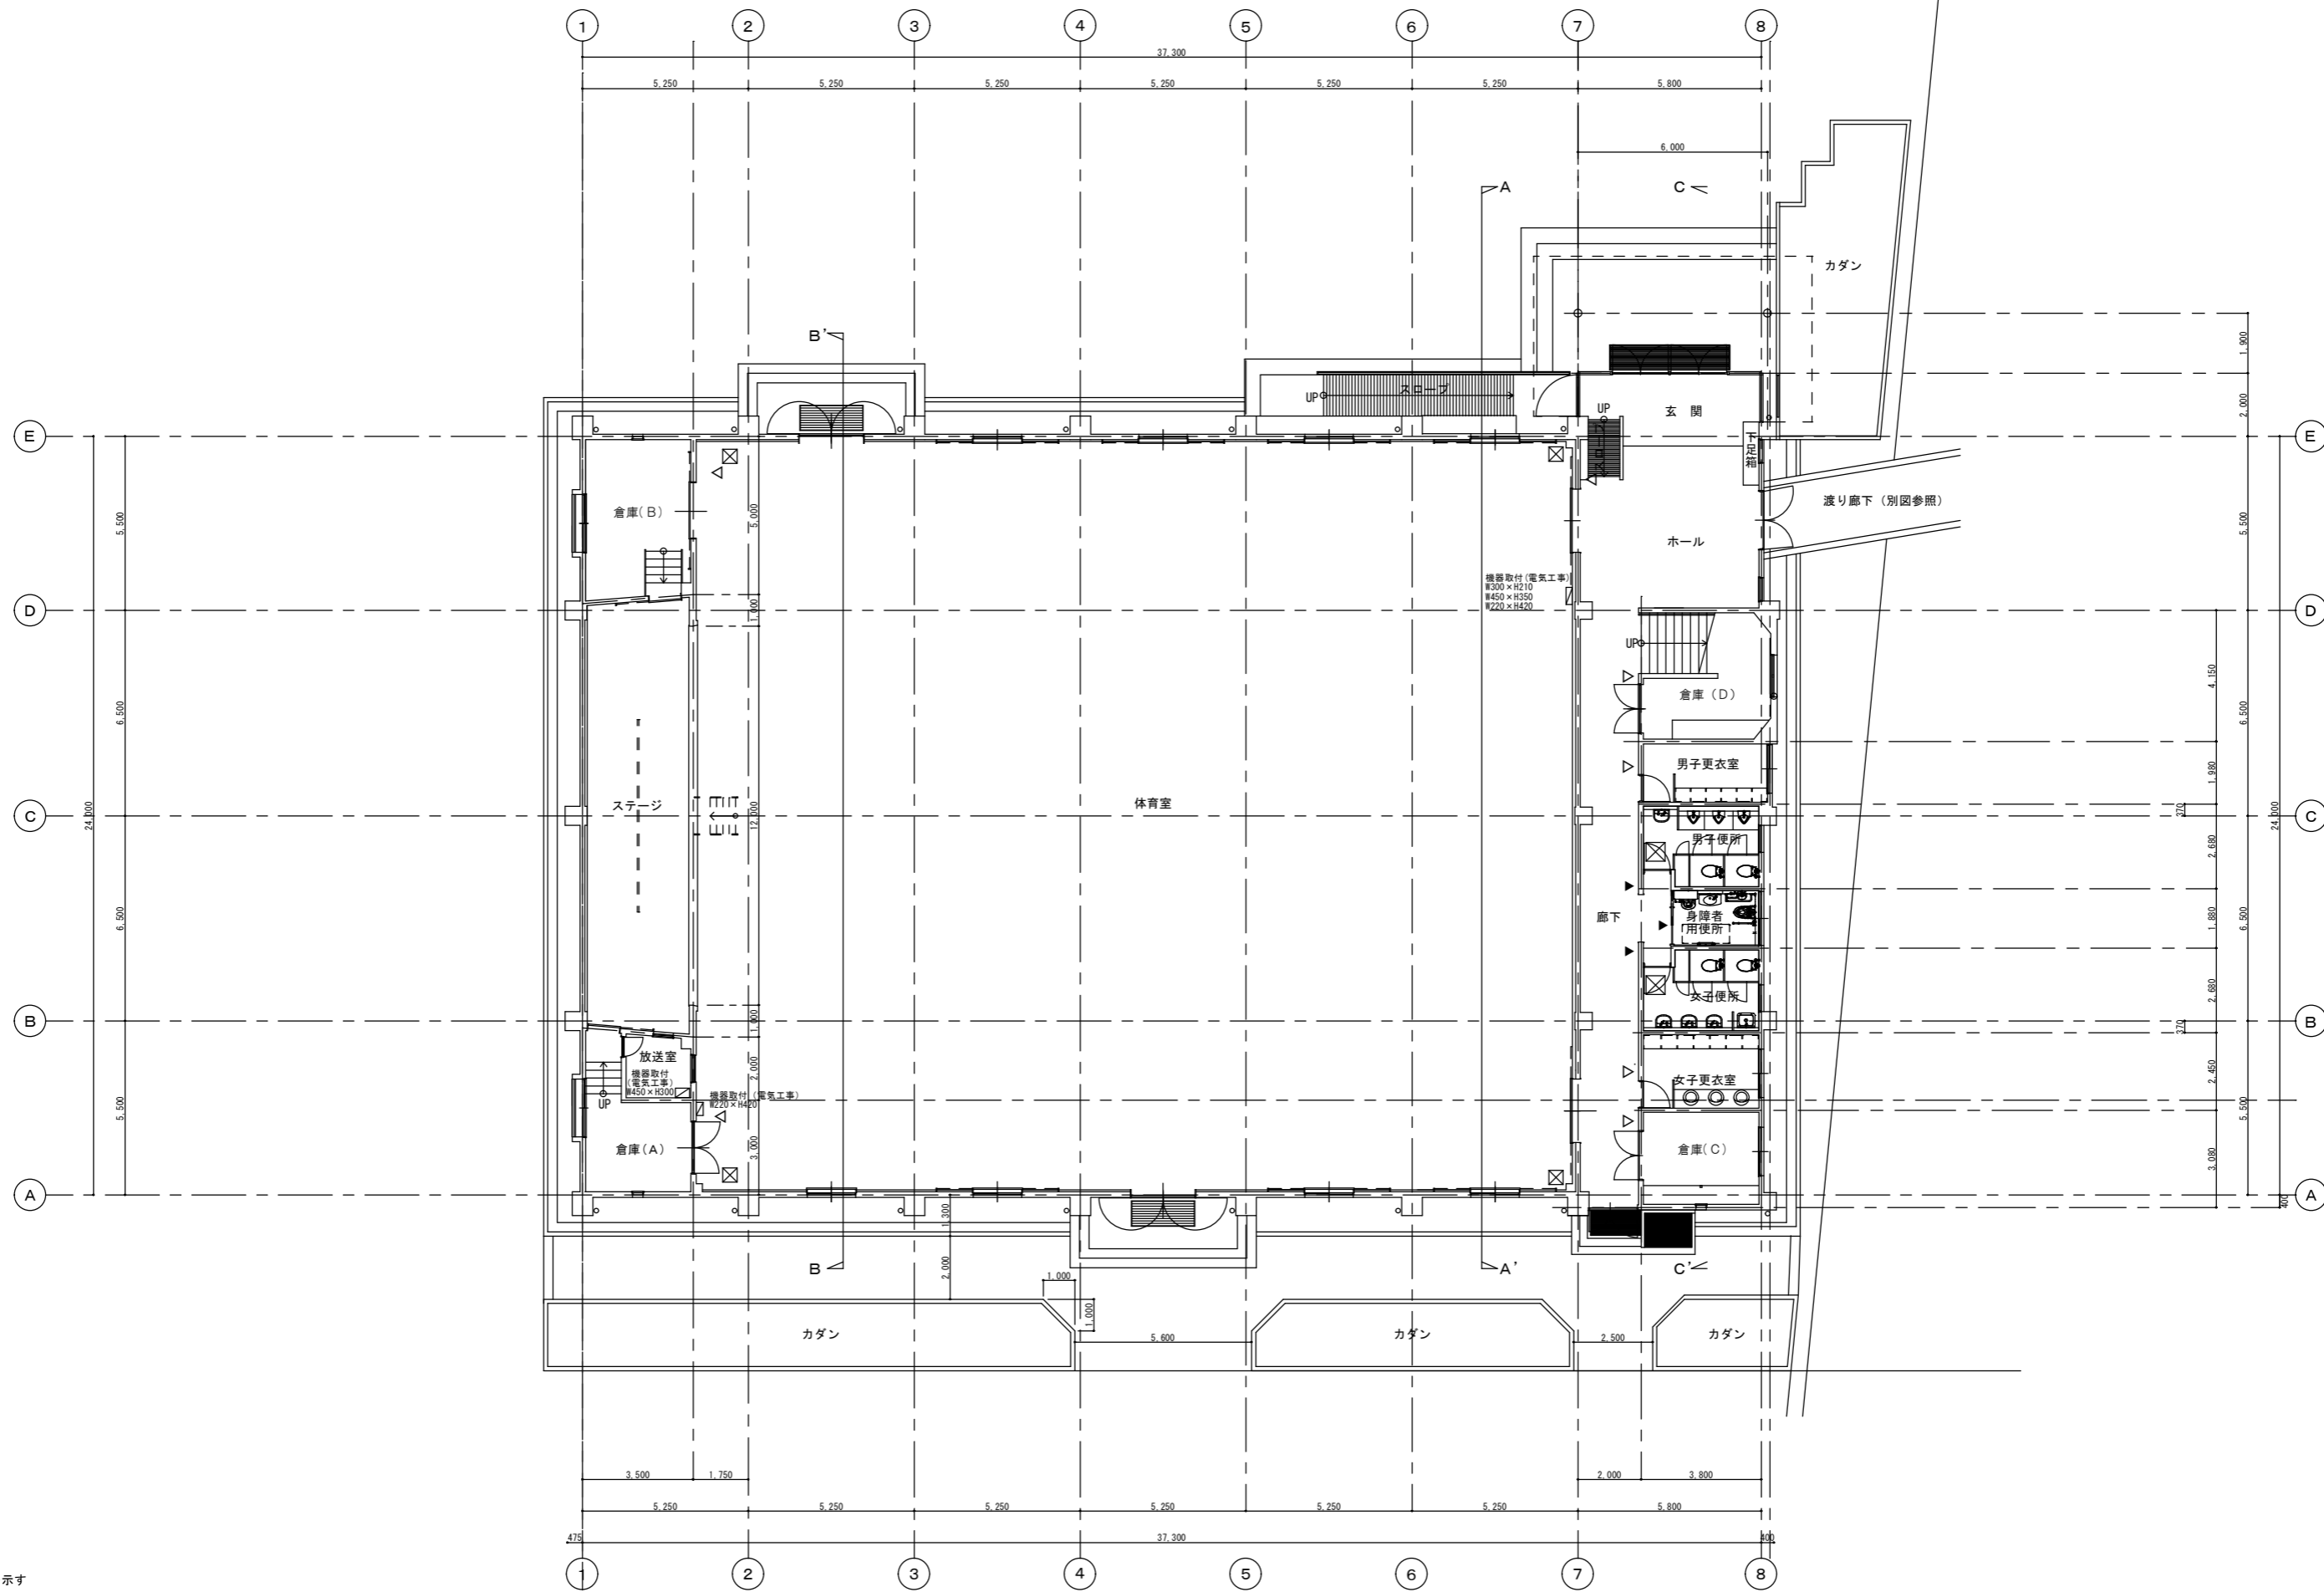 1 2 3 4 5 6 7 8
37,300
5,250 5,250 5,250 5,250 5,250 5,250 5,800
6,000
A C
カダン
B'
1,900
スロープ
UP
UP
玄 関
2,000
E E
スロープ
下足箱
渡り廊下（別図参照）
倉庫(B)
5,500
5,000
5,500
ホール
機器取付(電気工事)
W300×H210
W450×H350
W220×H420
D D
1,000
UP
4,150
倉庫（D）
6,500
6,500
男子更衣室
1,980
ステージ
体育室
24,000
12,000
370
24,000
C C
男子便所
2,680
6,500
廊下
身障者
用便所
1,880
6,500
女子便所
2,680
B B
1,000
370
放送室
機器取付
(電気工事)
W450×H300
UP
2,000
機器取付(電気工事)
W220×H420
女子更衣室
2,450
5,500
5,500
倉庫(A)
3,000
倉庫(C)
3,080
A A
400
1,300
B A' C'
2,000
1,000
1,000
カダン
5,600
カダン
2,500
カダン
3,500 1,750 2,000 3,800
5,250 5,250 5,250 5,250 5,250 5,250 5,800
475 37,300 400
1 2 3 4 5 6 7 8
示す